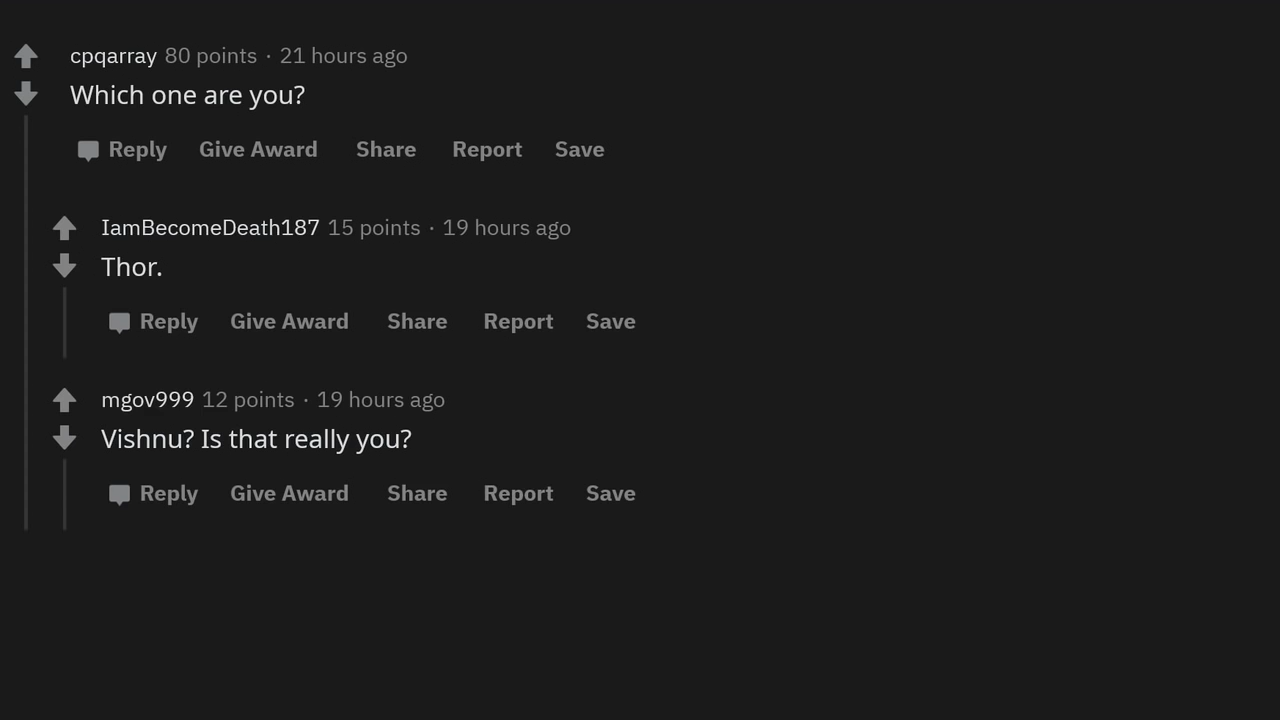 cpqarray 80 points · 21 hours ago
Which one are you?
Reply Give Award Share Report Save
IamBecomeDeath187 15 points · 19 hours ago
Thor.
Reply Give Award Share Report Save
mgov999 12 points · 19 hours ago
Vishnu? Is that really you?
Reply Give Award Share Report Save